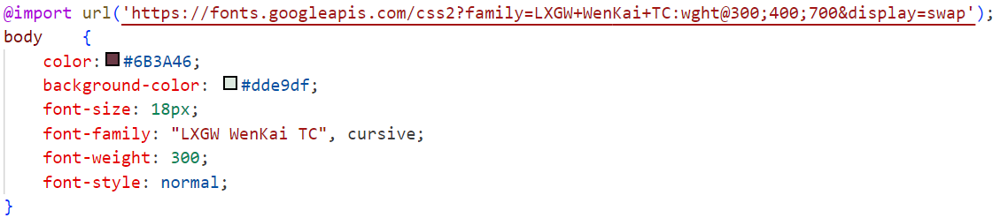 @import url('https://fonts.googleapis.com/css2?family=LXGW+WenKai+TC:wght@300;400;700&display=swap');
body    {
    color: #6B3A46;
    background-color: #dde9df;
    font-size: 18px;
    font-family: "LXGW WenKai TC", cursive;
    font-weight: 300;
    font-style: normal;
}